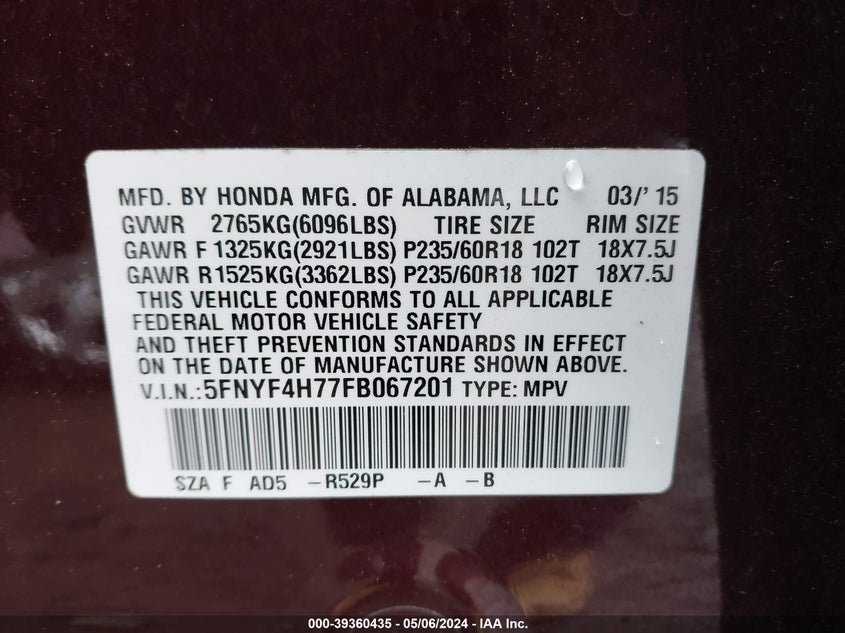 MFD. BY HONDA MFG. OF ALABAMA, LLC 03/'15
GVWR 2765KG(6096LBS) TIRE SIZE RIM SIZE
GAWR F 1325KG(2921LBS) P235/60R18 102T 18X7.5J
GAWR R1525KG(3362LBS) P235/60R18 102T 18X7.5J
THIS VEHICLE CONFORMS TO ALL APPLICABLE
FEDERAL MOTOR VEHICLE SAFETY
AND THEFT PREVENTION STANDARDS IN EFFECT
ON THE DATE OF MANUFACTURE SHOWN ABOVE.
V.I.N.:5FNYF4H77FB067201 TYPE: MPV
SZA F AD5 -R529P -A -B
000-39360435 - 05/06/2024 - IAA Inc.